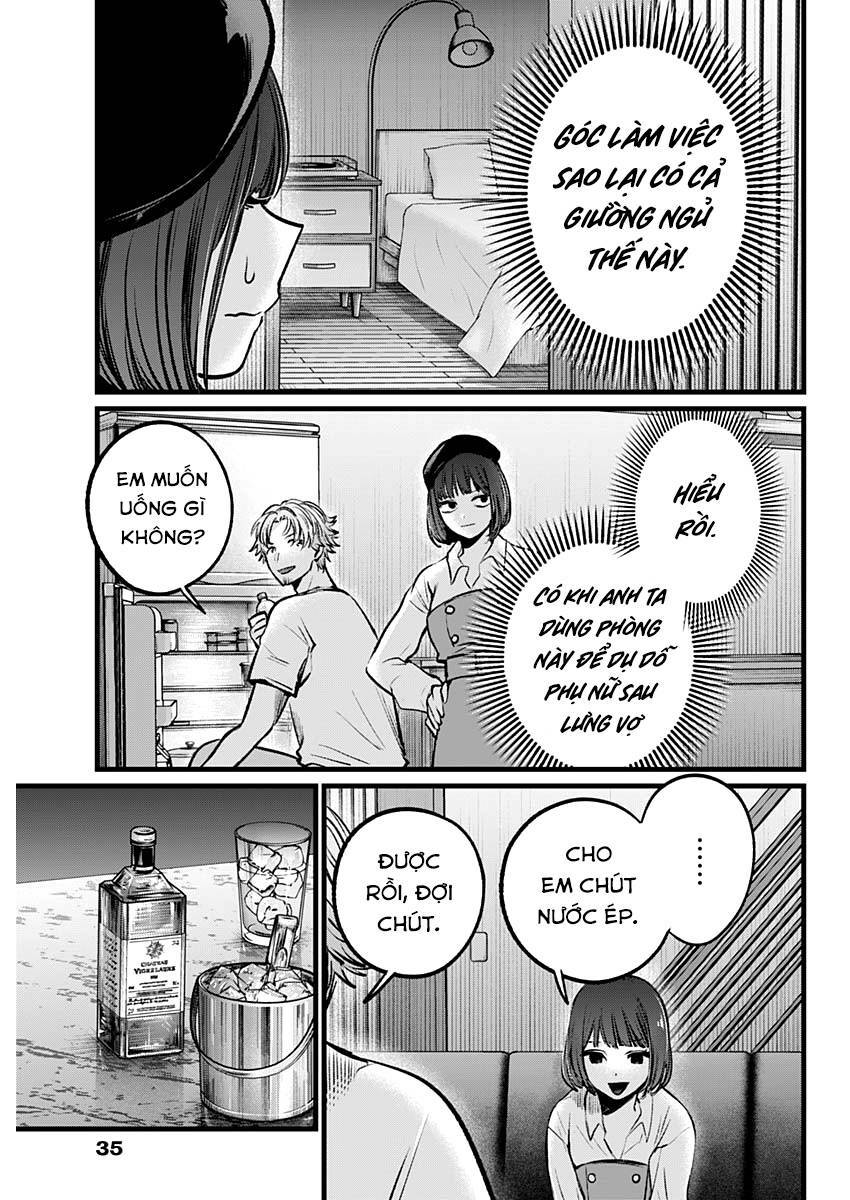 GÓC LÀM VIỆC
SAO LẠI CÓ CẢ
GIƯỜNG NGỦ
THẾ NÀY.
HIỂU
RỒI.
CÓ KHI ANH TA
DÙNG PHÒNG
NÀY ĐỂ DỤ DỖ
PHỤ NỮ SAU
LƯNG VỢ
EM MUỐN
UỐNG GÌ
KHÔNG?
......
CHO
EM CHÚT
NƯỚC ÉP.
ĐƯỢC
RỒI, ĐỢI
CHÚT.
35